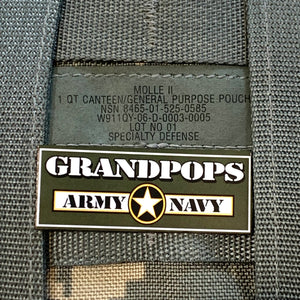 MOLLE II
1 QT CANTEEN/GENERAL PURPOSE POUCH
NSN 8465-01-525-0585
W911QY-06-D-0003-0005
LOT NO 01
SPECIALTY DEFENSE
GRANDPOPS
ARMY NAVY